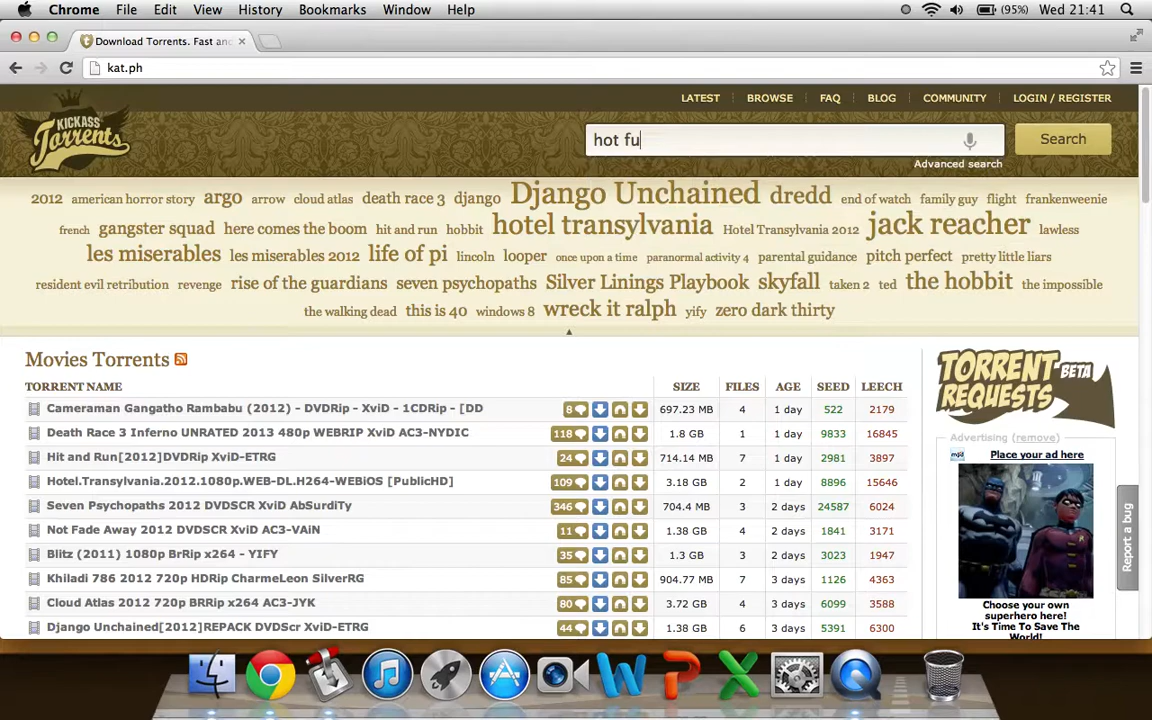 Chrome File Edit View History Bookmarks Window Help (95%) Wed 21:41
Download Torrents. Fast and
kat.ph
LATEST BROWSE FAQ BLOG COMMUNITY LOGIN / REGISTER
KICKASS
Torrents
hot fu Search
Advanced search
2012 american horror story argo arrow cloud atlas death race 3 django Django Unchained dredd end of watch family guy flight frankenweenie
french gangster squad here comes the boom hit and run hobbit hotel transylvania Hotel Transylvania 2012 jack reacher lawless
les miserables les miserables 2012 life of pi lincoln looper once upon a time paranormal activity 4 parental guidance pitch perfect pretty little liars
resident evil retribution revenge rise of the guardians seven psychopaths Silver Linings Playbook skyfall taken 2 ted the hobbit the impossible
the walking dead this is 40 windows 8 wreck it ralph yify zero dark thirty
Movies Torrents
TORRENT NAME SIZE FILES AGE SEED LEECH
Cameraman Gangatho Rambabu (2012) - DVDRip - XviD - 1CDRip - [DD 8 697.23 MB 4 1 day 522 2179
Death Race 3 Inferno UNRATED 2013 480p WEBRIP XviD AC3-NYDIC 118 1.8 GB 1 1 day 9833 16845
Hit and Run[2012]DVDRip XviD-ETRG 24 714.14 MB 7 1 day 2981 3897
Hotel.Transylvania.2012.1080p.WEB-DL.H264-WEBiOS [PublicHD] 109 3.18 GB 2 1 day 8896 15646
Seven Psychopaths 2012 DVDSCR XviD AbSurdiTy 346 704.4 MB 3 2 days 24587 6024
Not Fade Away 2012 DVDSCR XviD AC3-VAiN 11 1.38 GB 4 2 days 1841 3171
Blitz (2011) 1080p BrRip x264 - YIFY 35 1.3 GB 3 2 days 3023 1947
Khiladi 786 2012 720p HDRip CharmeLeon SilverRG 85 904.77 MB 7 3 days 1126 4363
Cloud Atlas 2012 720p BRRip x264 AC3-JYK 80 3.72 GB 4 3 days 6099 3588
Django Unchained[2012]REPACK DVDScr XviD-ETRG 44 1.38 GB 6 3 days 5391 6300
TORRENT BETA
REQUESTS
Advertising (remove)
Place your ad here
Choose your own
superhero here!
It's Time To Save The
World!
Report a bug